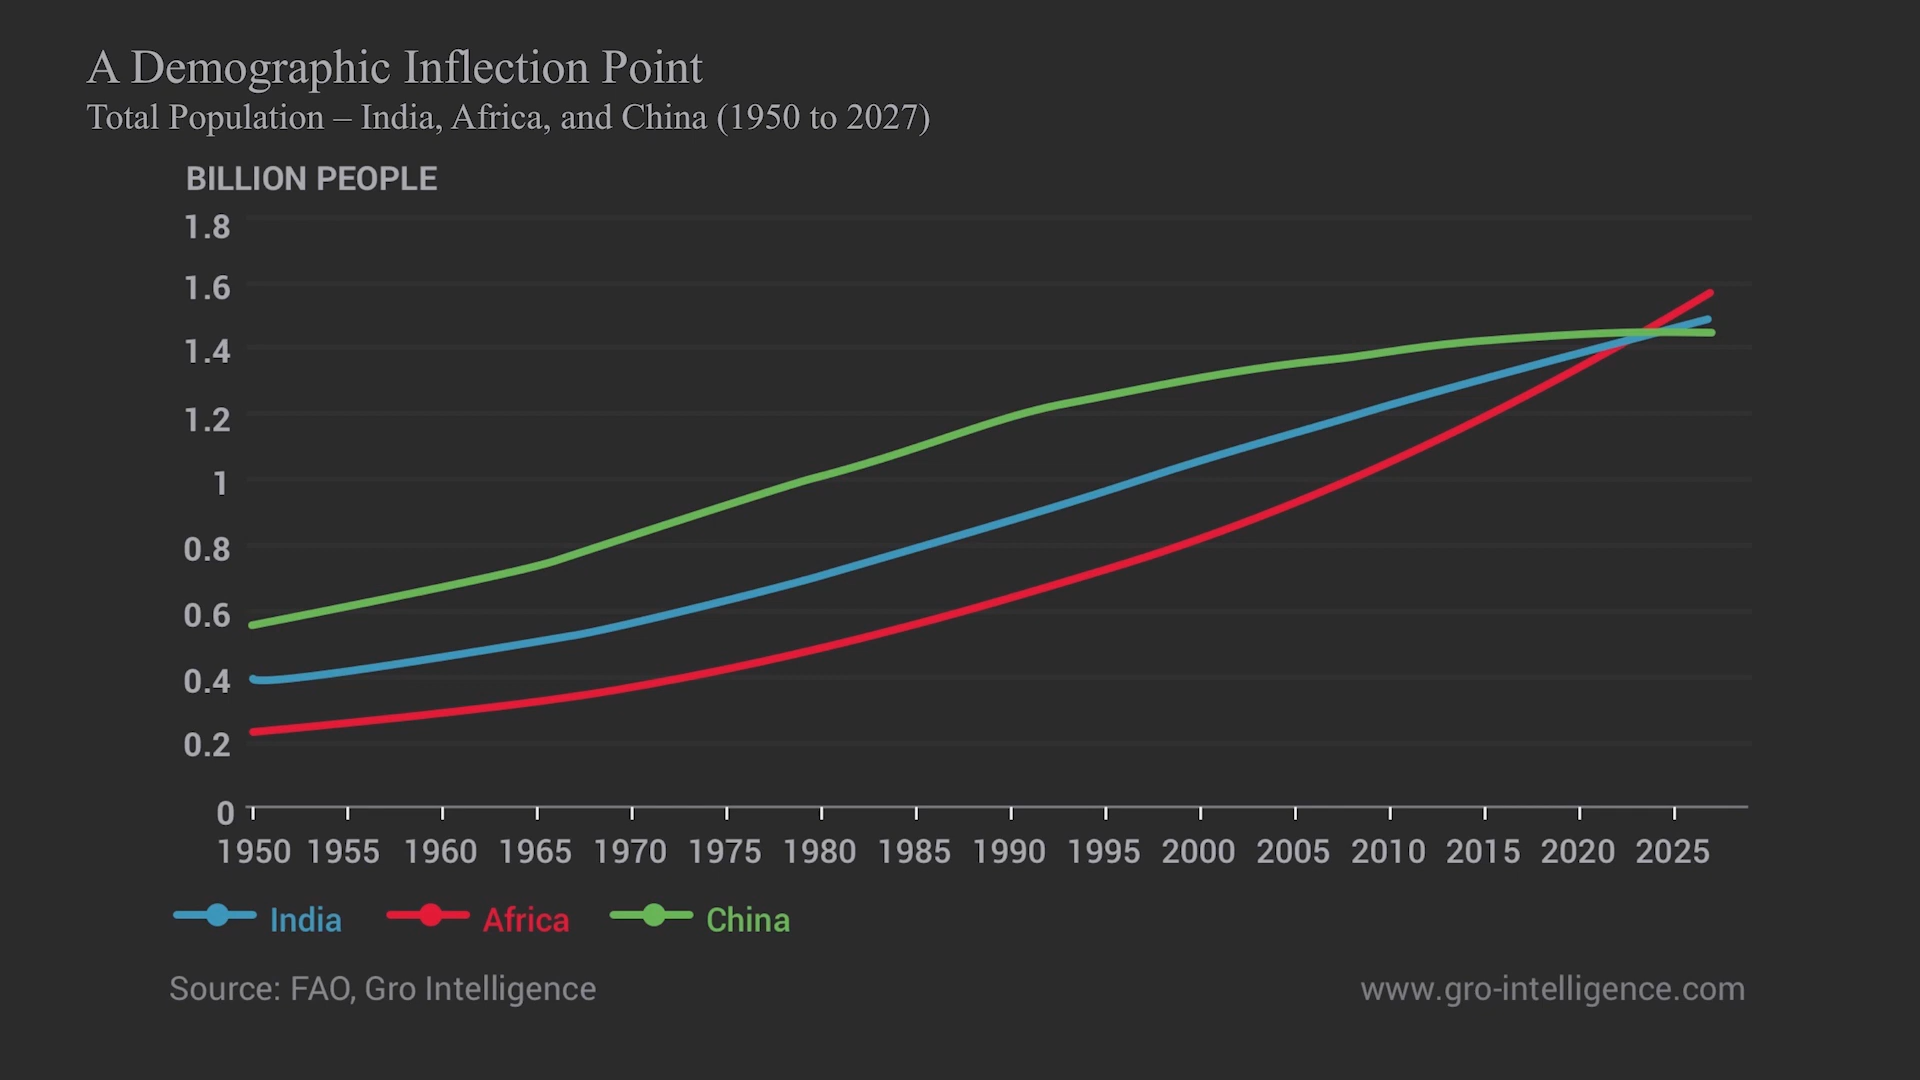 A Demographic Inflection Point
Total Population – India, Africa, and China (1950 to 2027)
BILLION PEOPLE
1.8
1.6
1.4
1.2
1
0.8
0.6
0.4
0.2
0
1950 1955 1960 1965 1970 1975 1980 1985 1990 1995 2000 2005 2010 2015 2020 2025
India Africa China
Source: FAO, Gro Intelligence www.gro-intelligence.com